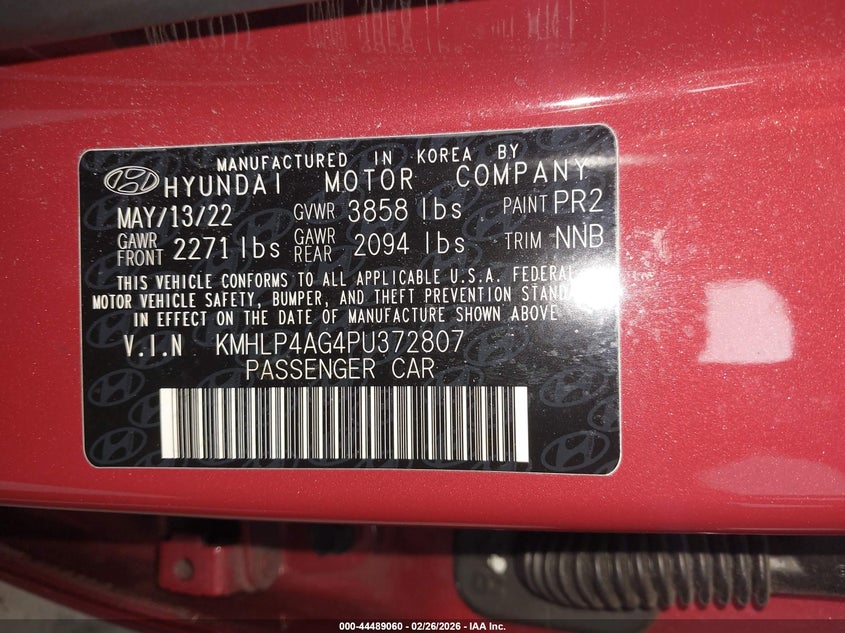 MANUFACTURED IN KOREA BY
HYUNDAI MOTOR COMPANY
MAY/13/22 GVWR 3858 lbs PAINT PR2
GAWR FRONT 2271 lbs GAWR REAR 2094 lbs TRIM NNB
THIS VEHICLE CONFORMS TO ALL APPLICABLE U.S.A. FEDERAL
MOTOR VEHICLE SAFETY, BUMPER, AND THEFT PREVENTION
IN EFFECT ON THE DATE OF MANUFACTURE SHOWN ABOVE
V.I.N KMHLP4AG4PU372807
PASSENGER CAR
000-44489060 - 02/26/2026 - IAA Inc.